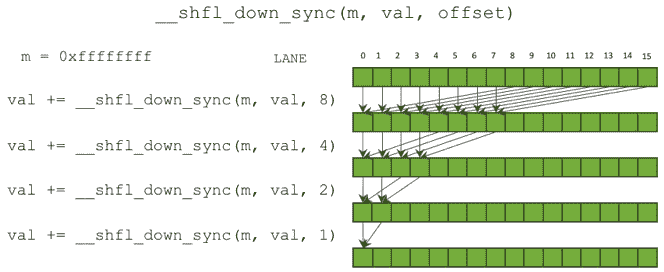 __shfl_down_sync(m, val, offset)
m = 0xffffffff
LANE
0 1 2 3 4 5 6 7 8 9 10 11 12 13 14 15
val += __shfl_down_sync(m, val, 8)
val += __shfl_down_sync(m, val, 4)
val += __shfl_down_sync(m, val, 2)
val += __shfl_down_sync(m, val, 1)